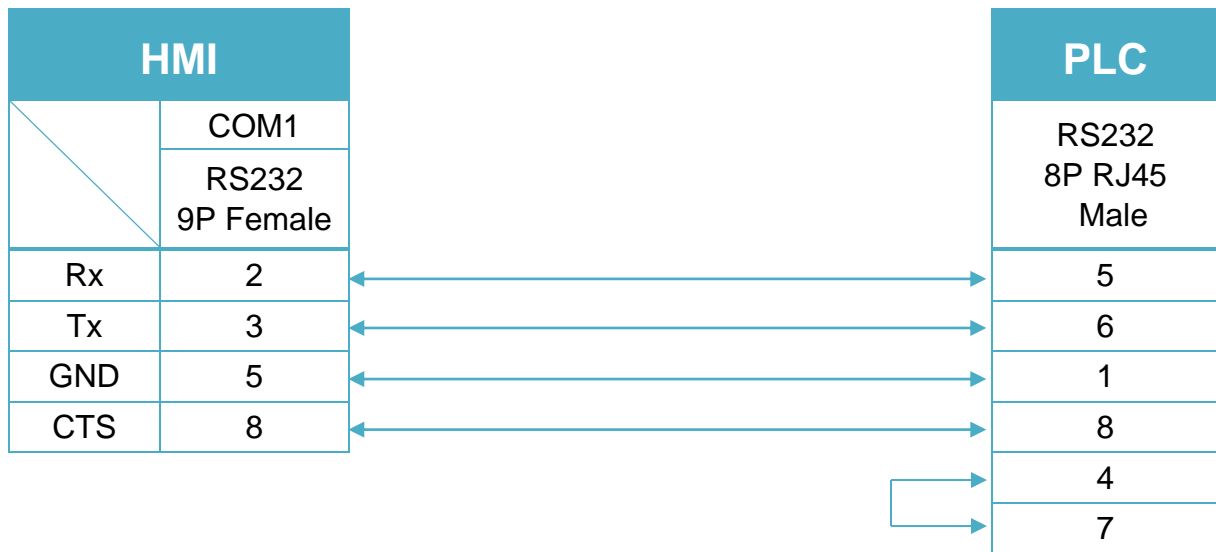 HMI
PLC
COM1
RS232
9P Female
RS232
8P RJ45
Male
Rx 2 5
Tx 3 6
GND 5 1
CTS 8 8
4
7